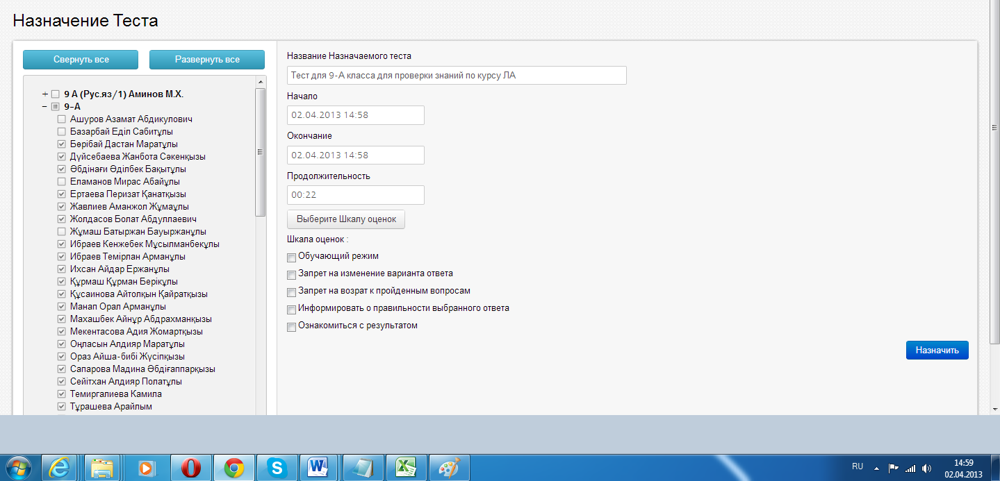 Назначение Теста
Свернуть все
Развернуть все
+ 9 А (Рус.яз/1) Аминов М.Х.
– 9-А
Ашуров Азамат Абдикулович
Базарбай Еділ Сабитұлы
Бөрібай Дастан Маратұлы
Дүйсебаева Жанбота Сәкенқызы
Әбдінағи Әділбек Бақытұлы
Еламанов Мирас Абайұлы
Ертаева Перизат Қанатқызы
Жавлиев Аманжол Жұмаұлы
Жолдасов Болат Абдуллаевич
Жұмаш Батыржан Бауыржанұлы
Ибраев Кенжебек Мұсылманбекұлы
Ибраев Темірлан Арманұлы
Ихсан Айдар Ержанұлы
Құрмаш Құрман Берікұлы
Құсаинова Айтолқын Қайратқызы
Манап Орал Арманұлы
Махашбек Айнұр Абдрахманқызы
Мекентасова Адия Жомартқызы
Оңласын Алдияр Маратұлы
Ораз Айша-бибі Жүсіпқызы
Сапарова Мадина Әбдіғаппарқызы
Сейітхан Алдияр Полатұлы
Темиргалиева Камила
Тұрашева Арайлым
Название Назначаемого теста
Тест для 9-А класса для проверки знаний по курсу ЛА
Начало
02.04.2013 14:58
Окончание
02.04.2013 14:58
Продолжительность
00:22
Выберите Шкалу оценок
Шкала оценок :
Обучающий режим
Запрет на изменение варианта ответа
Запрет на возрат к пройденным вопросам
Информировать о правильности выбранного ответа
Ознакомиться с результатом
Назначить
RU
14:59
02.04.2013